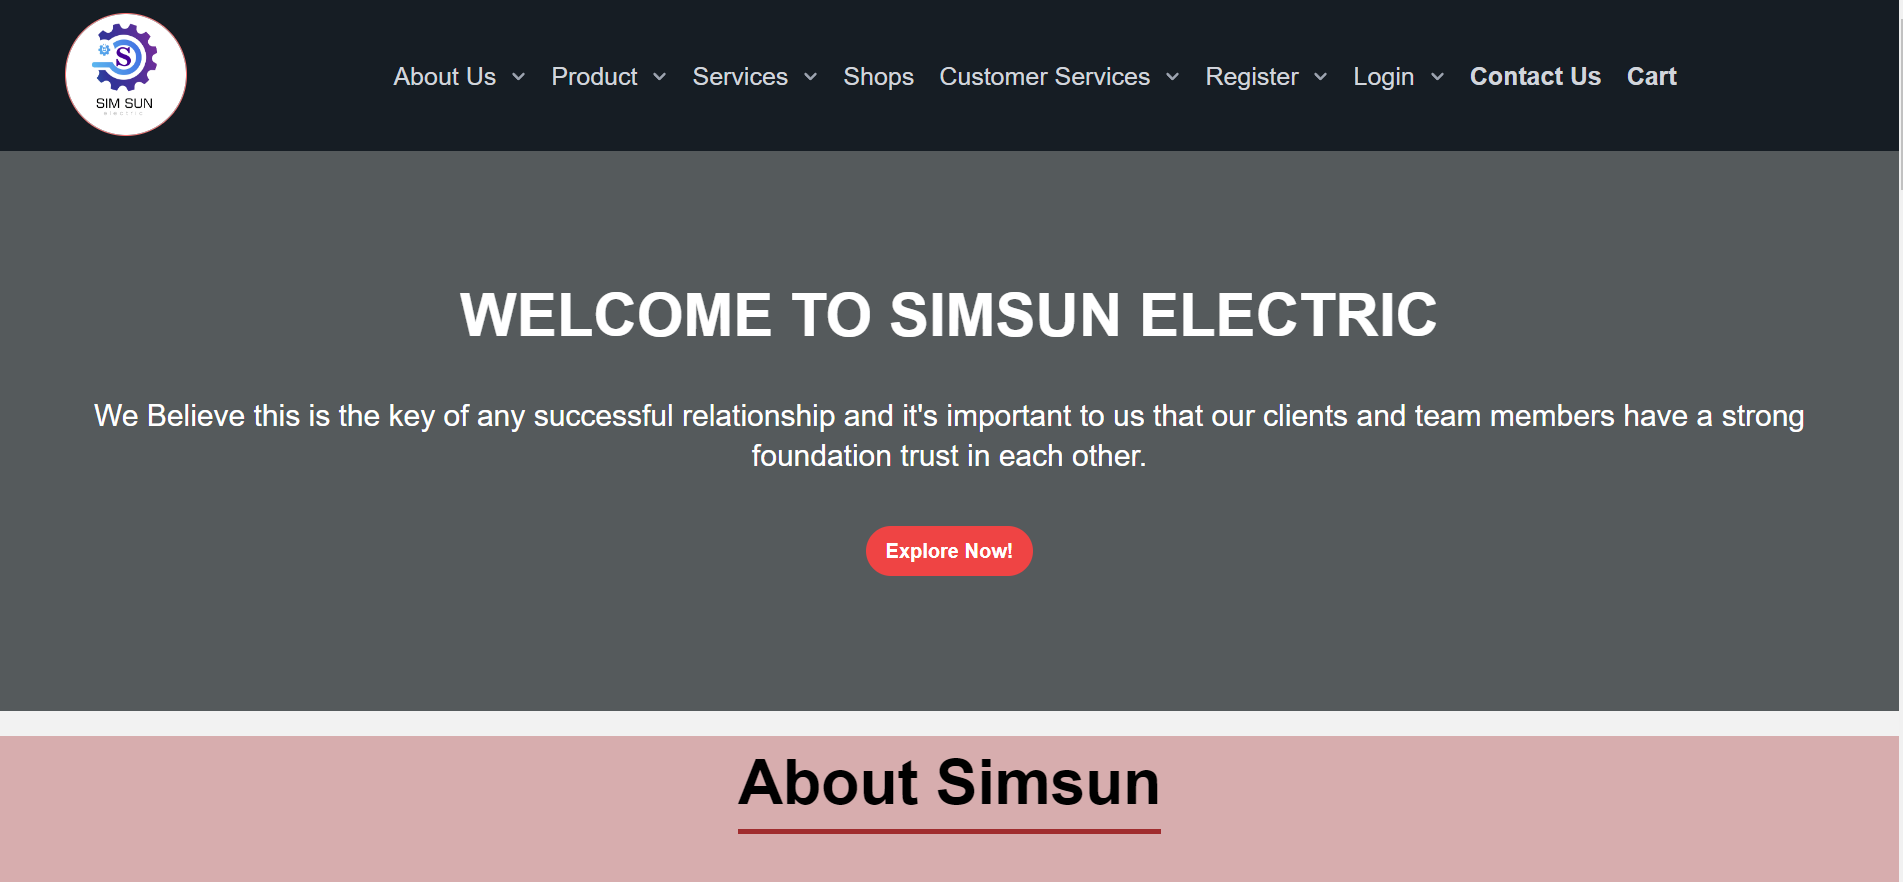 S
SIM SUN
electric
About Us
Product
Services
Shops
Customer Services
Register
Login
Contact Us
Cart
WELCOME TO SIMSUN ELECTRIC
We Believe this is the key of any successful relationship and it's important to us that our clients and team members have a strong
foundation trust in each other.
Explore Now!
About Simsun